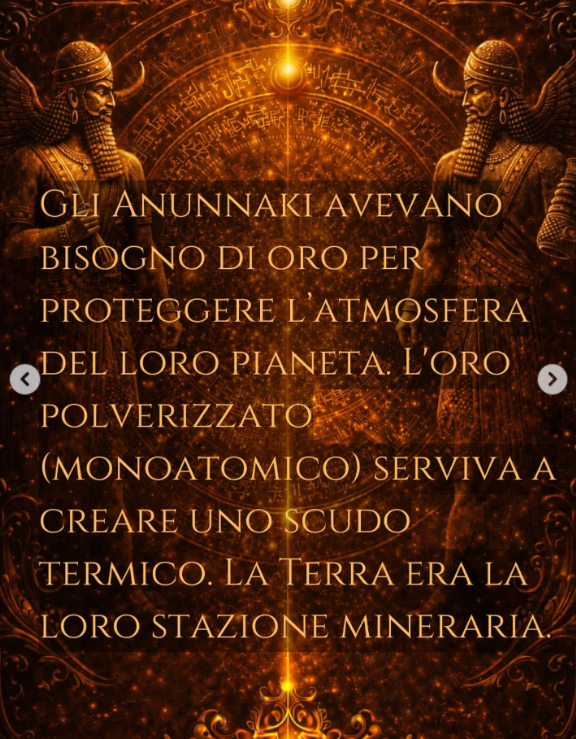 Gli Anunnaki avevano
bisogno di oro per
proteggere l'atmosfera
del loro pianeta. L'oro
polverizzato
(monoatomico) serviva a
creare uno scudo
termico. La Terra era la
loro stazione mineraria.